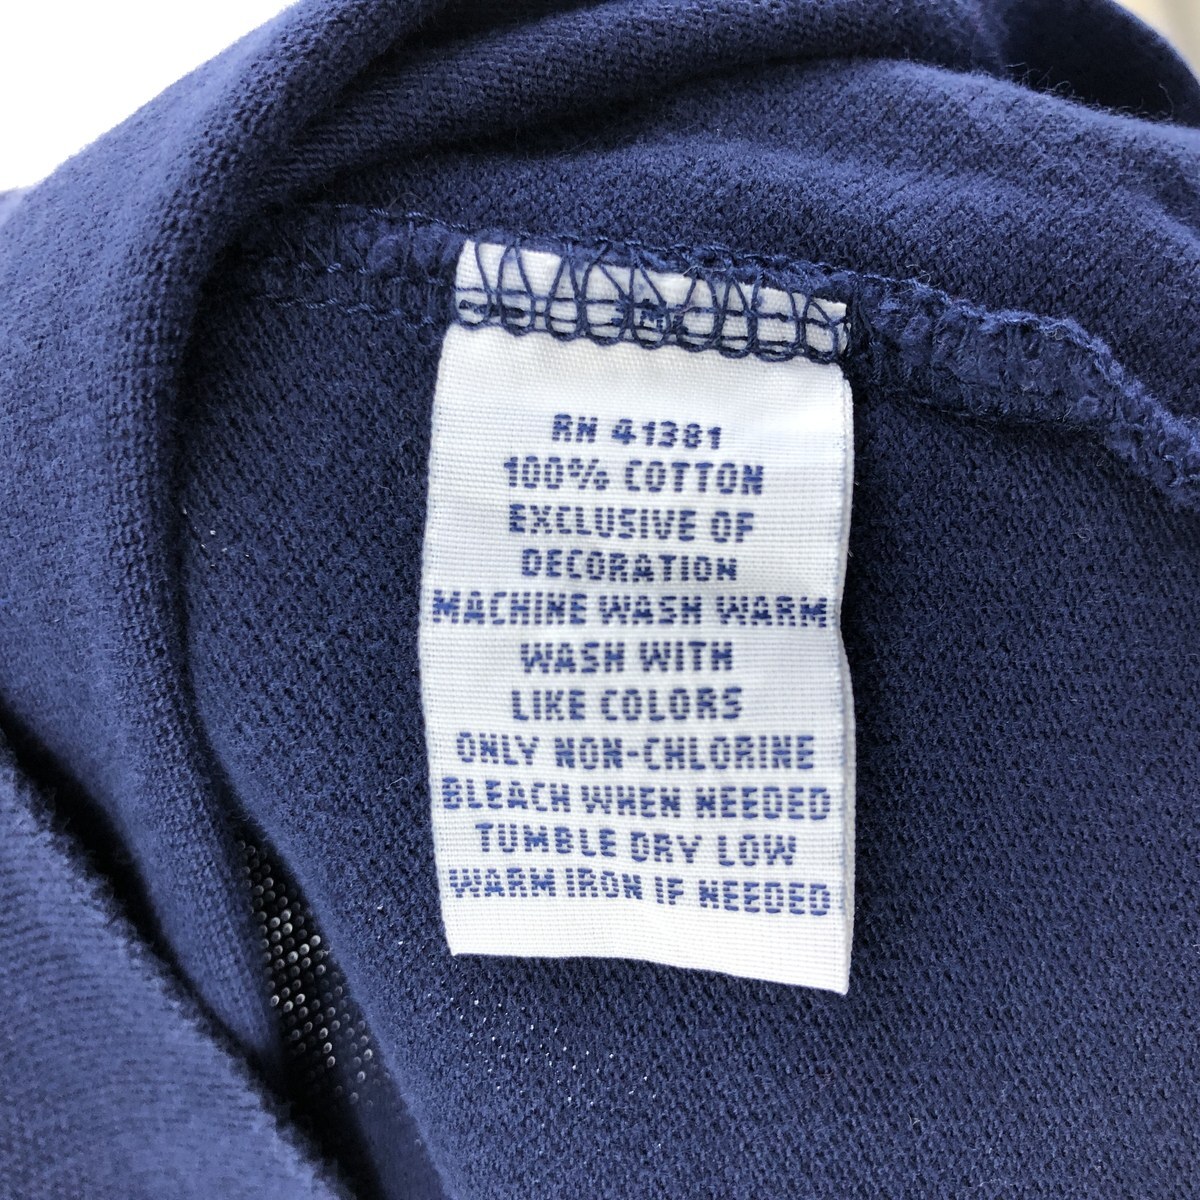 RN 41381
100% COTTON
EXCLUSIVE OF
DECORATION
MACHINE WASH WARM
WASH WITH
LIKE COLORS
ONLY NON-CHLORINE
BLEACH WHEN NEEDED
TUMBLE DRY LOW
WARM IRON IF NEEDED